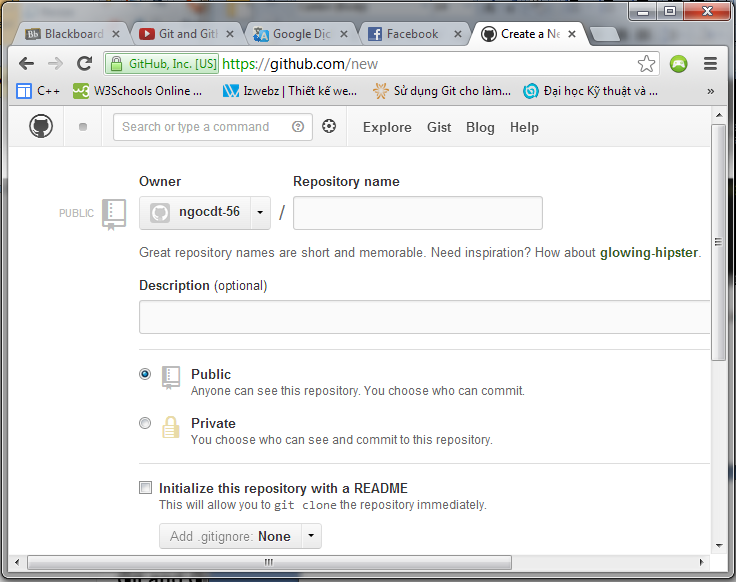 Blackboard
Git and Gitl
Google Dịc
Facebook
Create a Ne
GitHub, Inc. [US] https://github.com/new
C++
W3Schools Online ...
Izwebz | Thiết kế we...
Sử dụng Git cho làm...
Đại học Kỹ thuật và ...
»
Search or type a command
Explore Gist Blog Help
Owner Repository name
PUBLIC ngocdt-56 /
Great repository names are short and memorable. Need inspiration? How about glowing-hipster.
Description (optional)
Public
Anyone can see this repository. You choose who can commit.
Private
You choose who can see and commit to this repository.
Initialize this repository with a README
This will allow you to git clone the repository immediately.
Add .gitignore: None